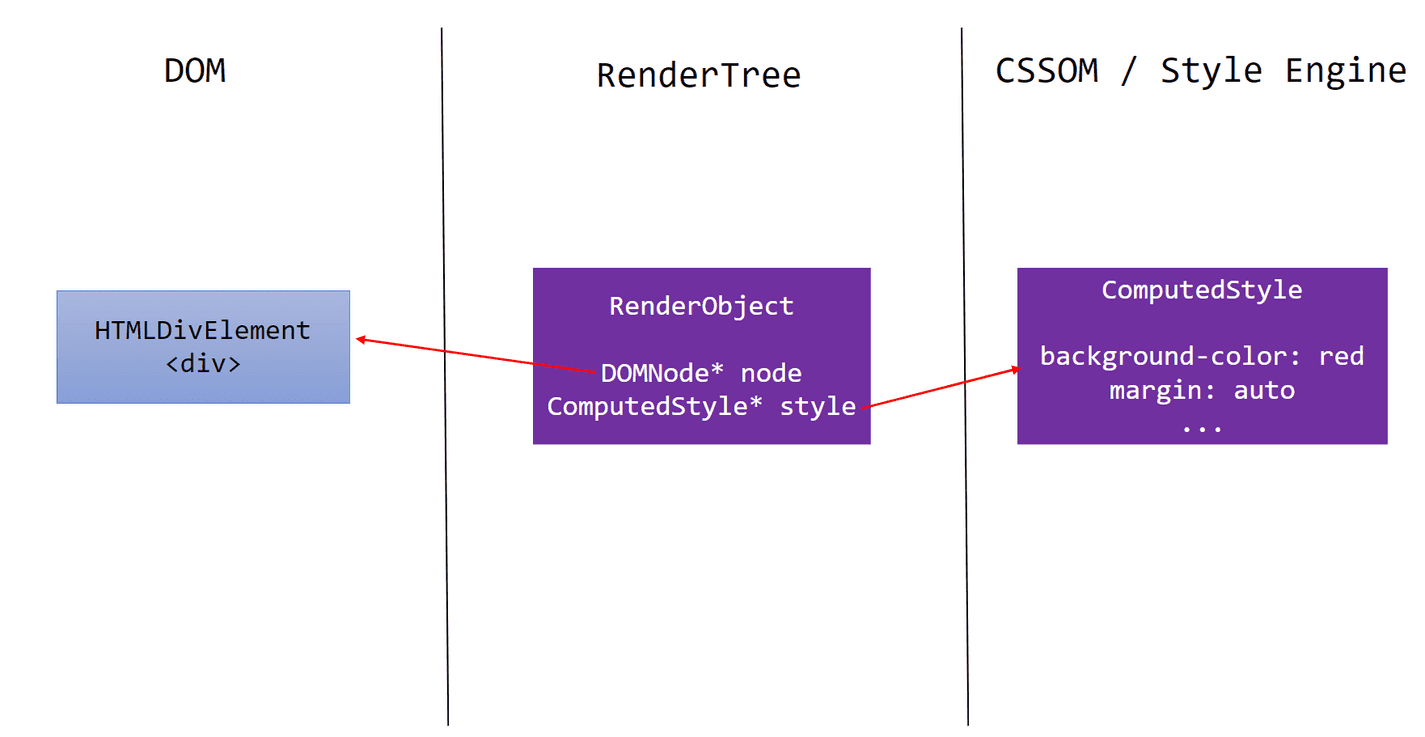 DOM
RenderTree
CSSOM / Style Engine
HTMLDivElement
<div>
RenderObject
DOMNode* node
ComputedStyle* style
ComputedStyle
background-color: red
margin: auto
...